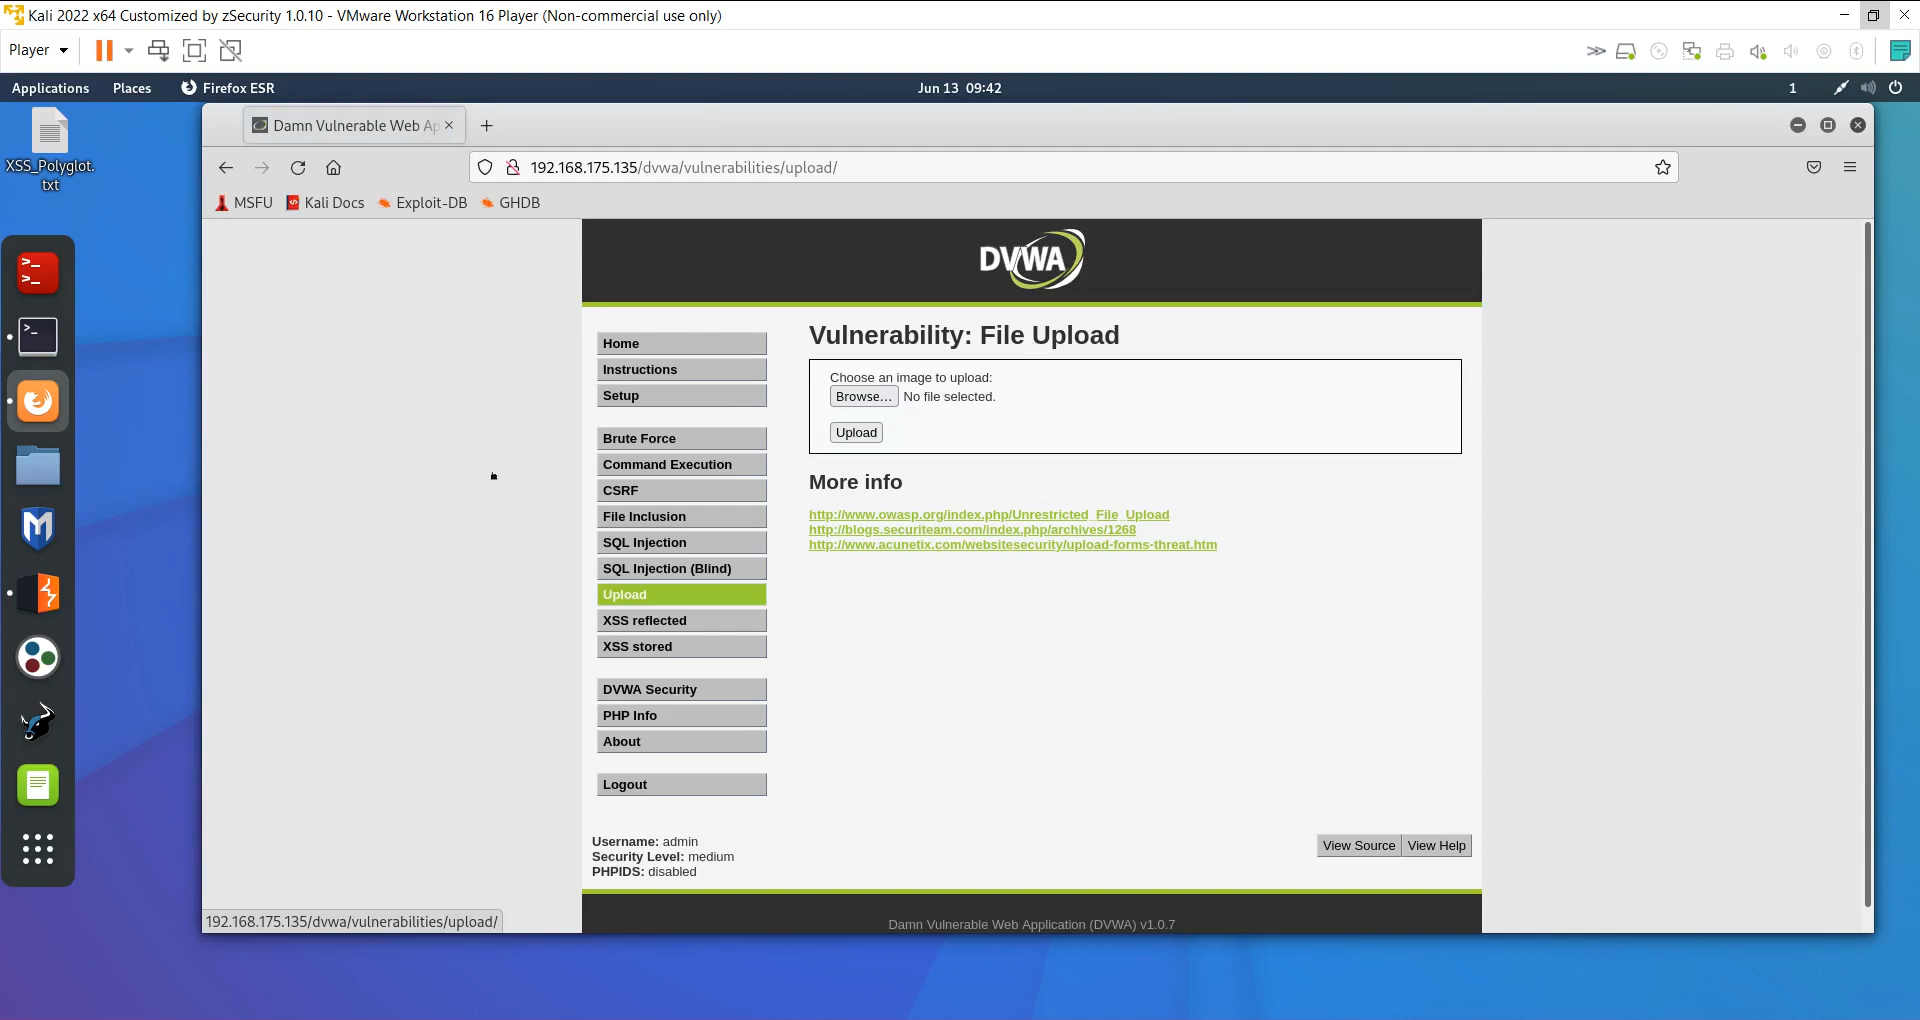 Kali 2022 x64 Customized by zSecurity 1.0.10 - VMware Workstation 16 Player (Non-commercial use only)
Player
Applications Places Firefox ESR Jun 13 09:42 1
XSS_Polyglot.
txt
Damn Vulnerable Web Ap
192.168.175.135/dvwa/vulnerabilities/upload/
MSFU Kali Docs Exploit-DB GHDB
DVWA
Home
Instructions
Setup
Brute Force
Command Execution
CSRF
File Inclusion
SQL Injection
SQL Injection (Blind)
Upload
XSS reflected
XSS stored
DVWA Security
PHP Info
About
Logout
Vulnerability: File Upload
Choose an image to upload:
Browse... No file selected.
Upload
More info
http://www.owasp.org/index.php/Unrestricted_File_Upload
http://blogs.securiteam.com/index.php/archives/1268
http://www.acunetix.com/websitesecurity/upload-forms-threat.htm
Username: admin
Security Level: medium
PHPIDS: disabled
View Source View Help
192.168.175.135/dvwa/vulnerabilities/upload/
Damn Vulnerable Web Application (DVWA) v1.0.7